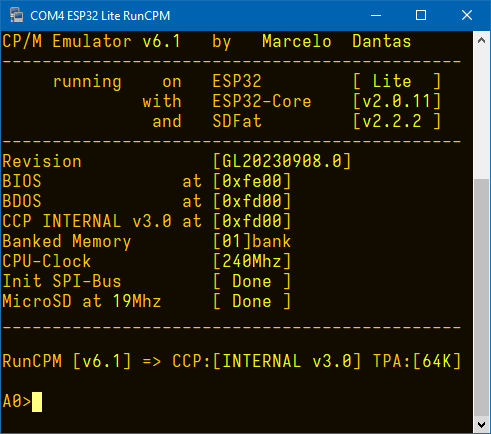 COM4 ESP32 Lite RunCPM
CP/M Emulator v6.1   by   Marcelo  Dantas
----------------------------------------------
     running    on   ESP32         [ Lite  ]
              with   ESP32-Core    [v2.0.11]
               and   SDFat         [v2.2.2 ]
----------------------------------------------
Revision             [GL20230908.0]
BIOS              at [0xfe00]
BDOS              at [0xfd00]
CCP INTERNAL v3.0 at [0xfd00]
Banked Memory        [01]bank
CPU-Clock            [240Mhz]
Init SPI-Bus         [ Done ]
MicroSD at 19Mhz     [ Done ]
----------------------------------------------
RunCPM [v6.1] => CCP:[INTERNAL v3.0] TPA:[64K]
A0>